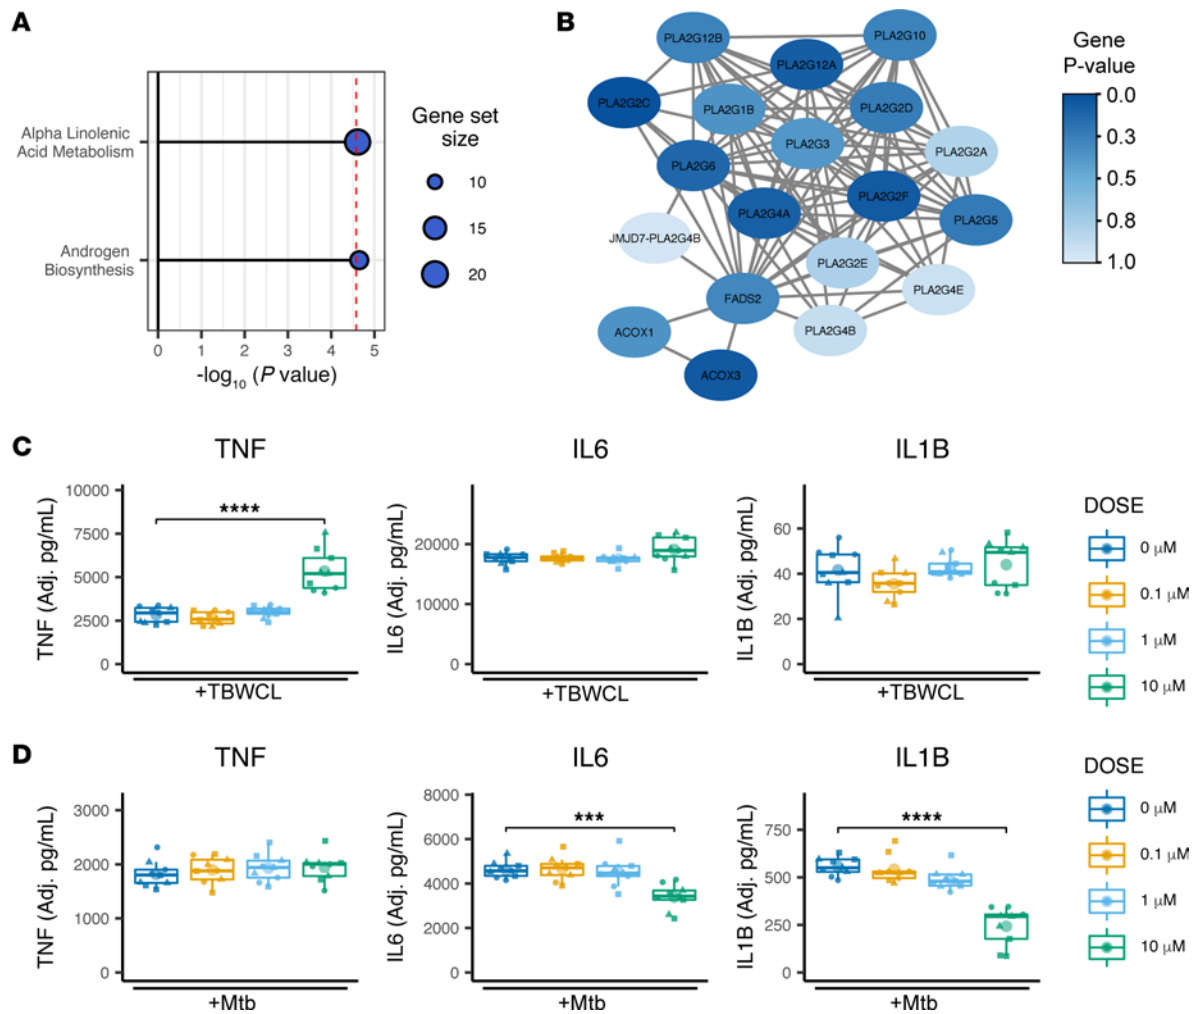 A
Alpha Linolenic
Acid Metabolism
Androgen
Biosynthesis
0 1 2 3 4 5
-log10 (P value)
Gene set
size
10
15
20
B
PLA2G12B
PLA2G10
PLA2G12A
PLA2G2C
PLA2G1B
PLA2G2D
PLA2G3
PLA2G2A
PLA2G6
PLA2G2F
PLA2G4A
PLA2G5
JMJD7-PLA2G4B
PLA2G2E
PLA2G4E
FADS2
ACOX1
PLA2G4B
ACOX3
Gene
P-value
0.0
0.3
0.5
0.8
1.0
C
TNF
TNF (Adj. pg/mL)
10000
7500
5000
2500
0
****
+TBWCL
IL6
IL6 (Adj. pg/mL)
20000
10000
0
+TBWCL
IL1B
IL1B (Adj. pg/mL)
60
40
20
0
+TBWCL
DOSE
0 μM
0.1 μM
1 μM
10 μM
D
TNF
TNF (Adj. pg/mL)
3000
2000
1000
0
+Mtb
IL6
IL6 (Adj. pg/mL)
8000
6000
4000
2000
0
***
+Mtb
IL1B
IL1B (Adj. pg/mL)
750
500
250
0
****
+Mtb
DOSE
0 μM
0.1 μM
1 μM
10 μM